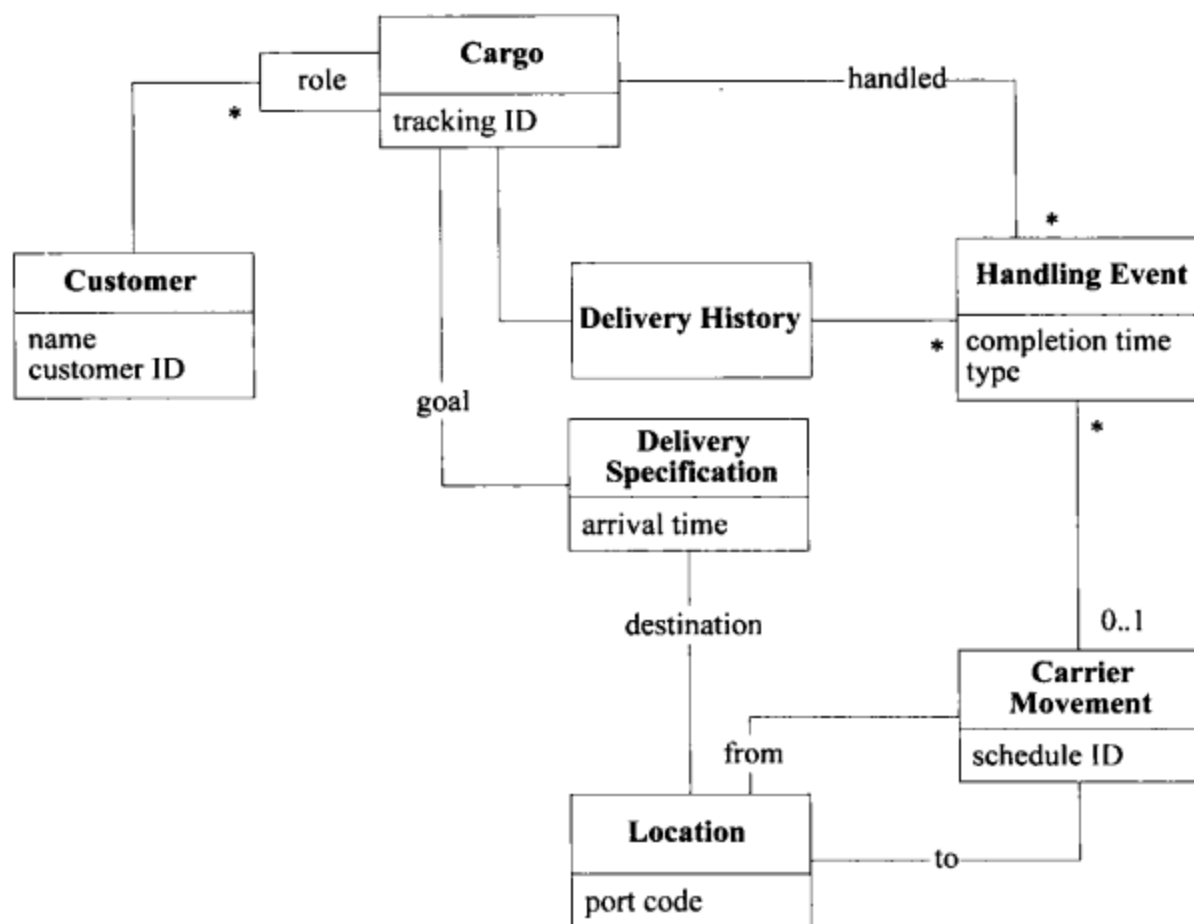 Cargo
role
handled
*
tracking ID
*
Customer
Handling Event
Delivery History
name
customer ID
*
completion time
type
goal
*
Delivery
Specification
arrival time
destination
0..1
Carrier
Movement
from
schedule ID
Location
to
port code